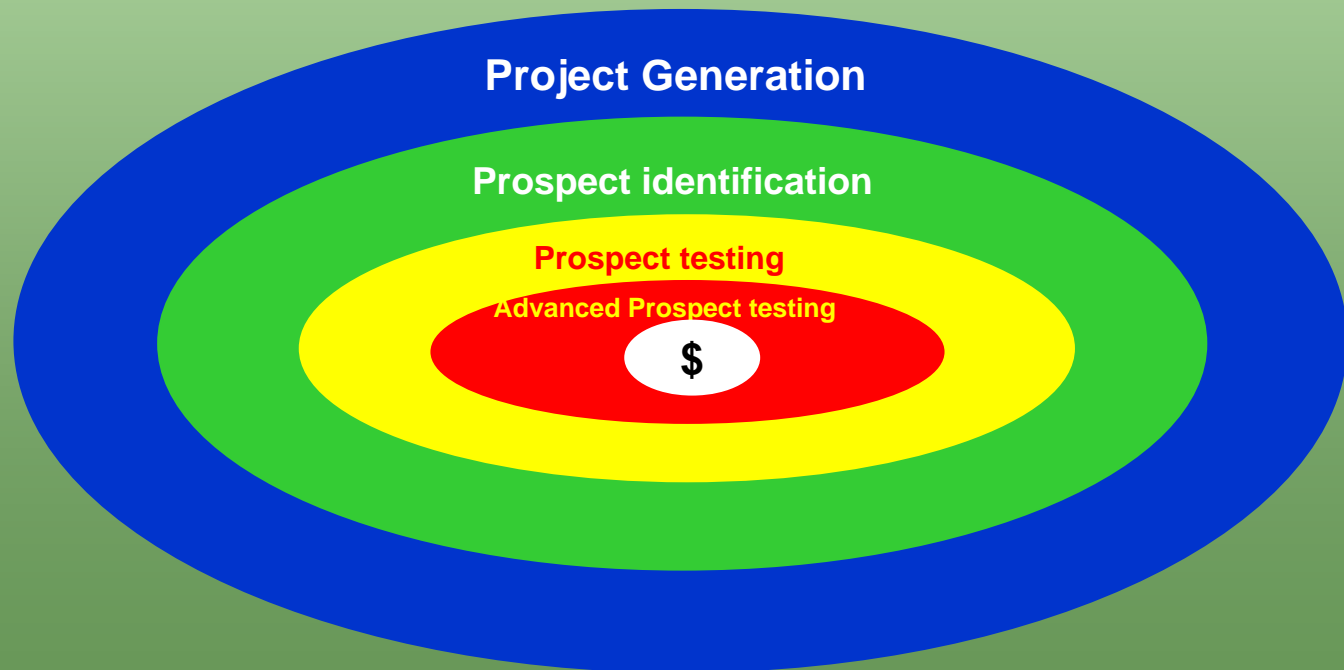 Project Generation
Prospect identification
Prospect testing
Advanced Prospect testing
$